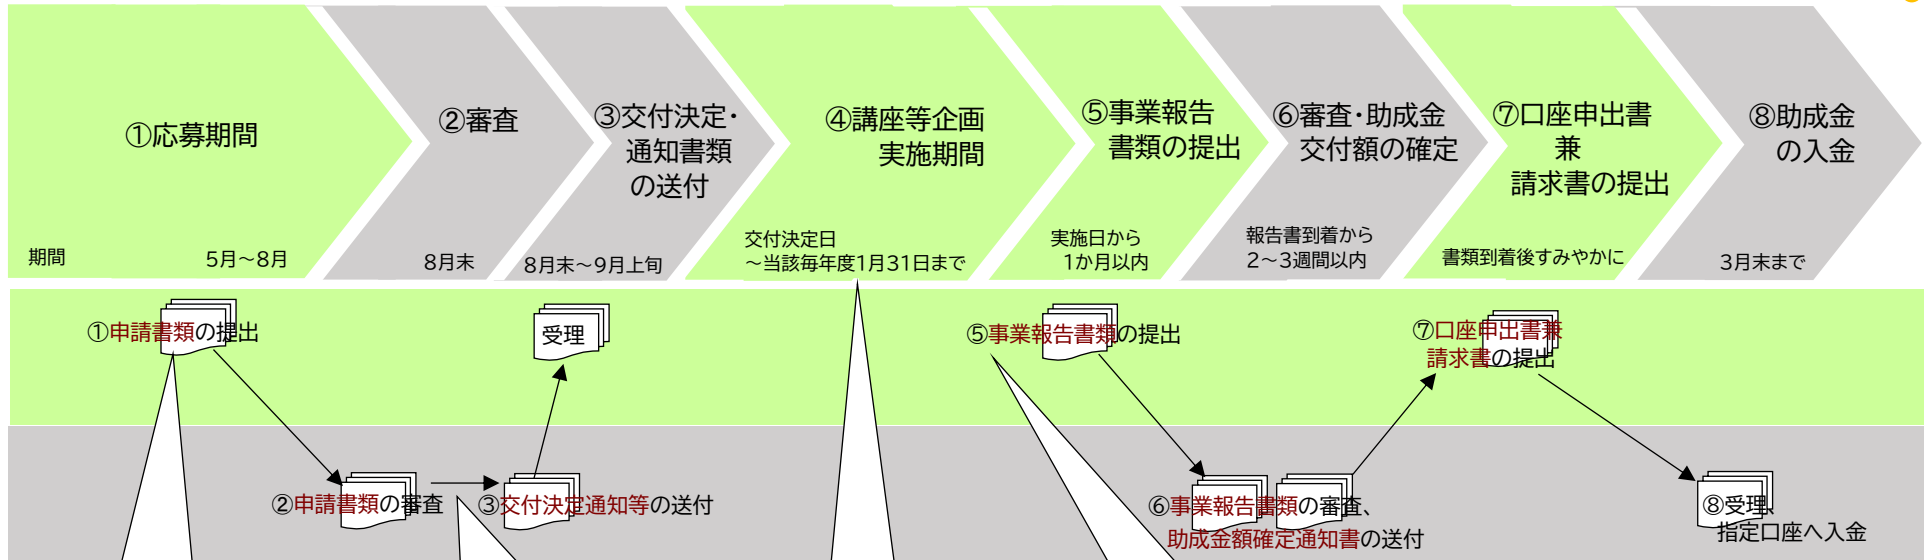 ①応募期間
期間
5月～8月
②審査
8月末
③交付決定・
通知書類
の送付
8月末～9月上旬
④講座等企画
実施期間
交付決定日
～当該毎年度1月31日まで
⑤事業報告
書類の提出
実施日から
1か月以内
⑥審査・助成金
交付額の確定
報告書到着から
2～3週間以内
⑦口座申出書
兼
請求書の提出
書類到着後すみやかに
⑧助成金
の入金
3月末まで
①申請書類の提出
受理
⑤事業報告書類の提出
⑦口座申出書兼
請求書の提出
②申請書類の審査
③交付決定通知等の送付
⑥事業報告書類の審査、
助成金額確定通知書の送付
⑧受理、
指定口座へ入金